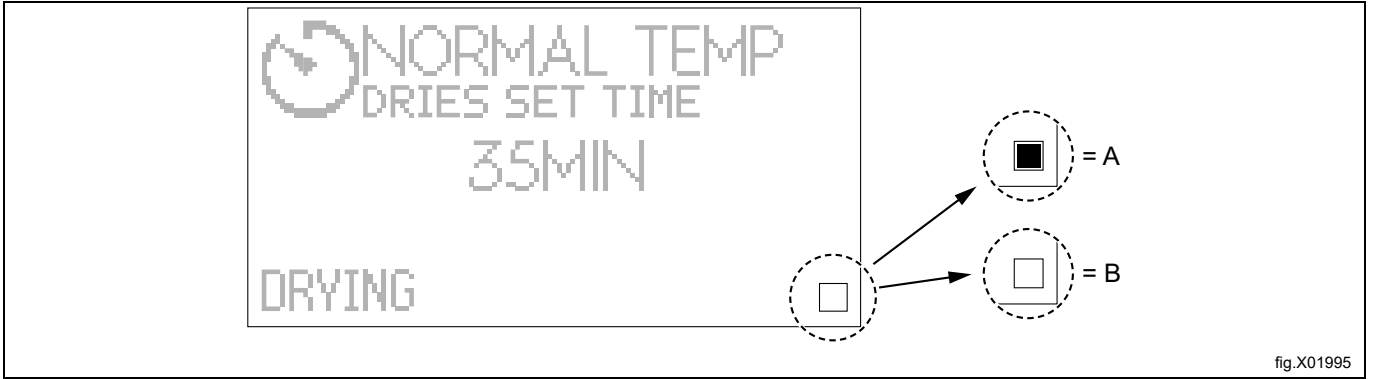 NORMAL TEMP
DRIES SET TIME
35MIN
DRYING
= A
= B
fig.X01995